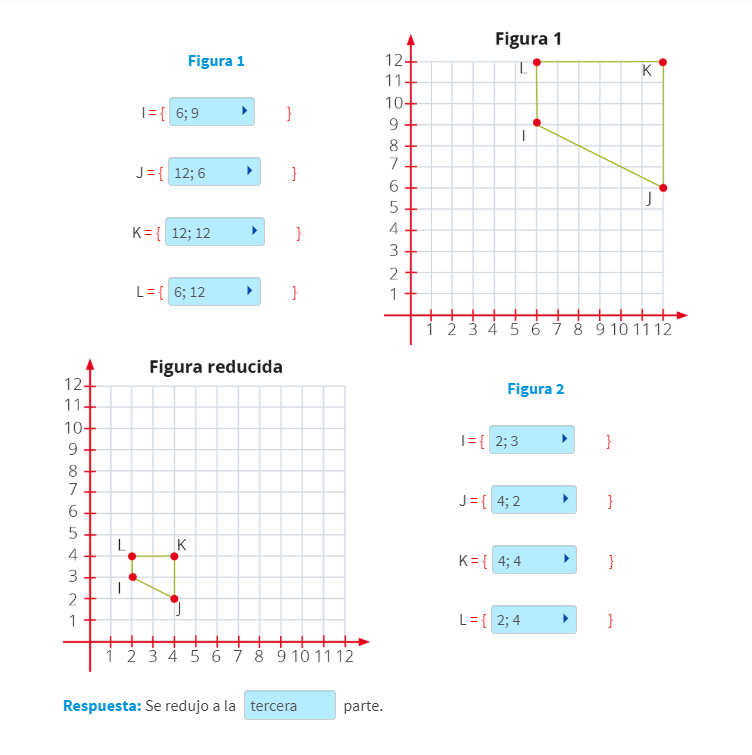 Figura 1
I = { 6; 9 }
J = { 12; 6 }
K = { 12; 12 }
L = { 6; 12 }
Figura 1
12
11
10
9
8
7
6
5
4
3
2
1
L
K
I
J
1 2 3 4 5 6 7 8 9 10 11 12
Figura reducida
12
11
10
9
8
7
6
5
4
3
2
1
L
K
I
J
1 2 3 4 5 6 7 8 9 10 11 12
Figura 2
I = { 2; 3 }
J = { 4; 2 }
K = { 4; 4 }
L = { 2; 4 }
Respuesta: Se redujo a la tercera parte.